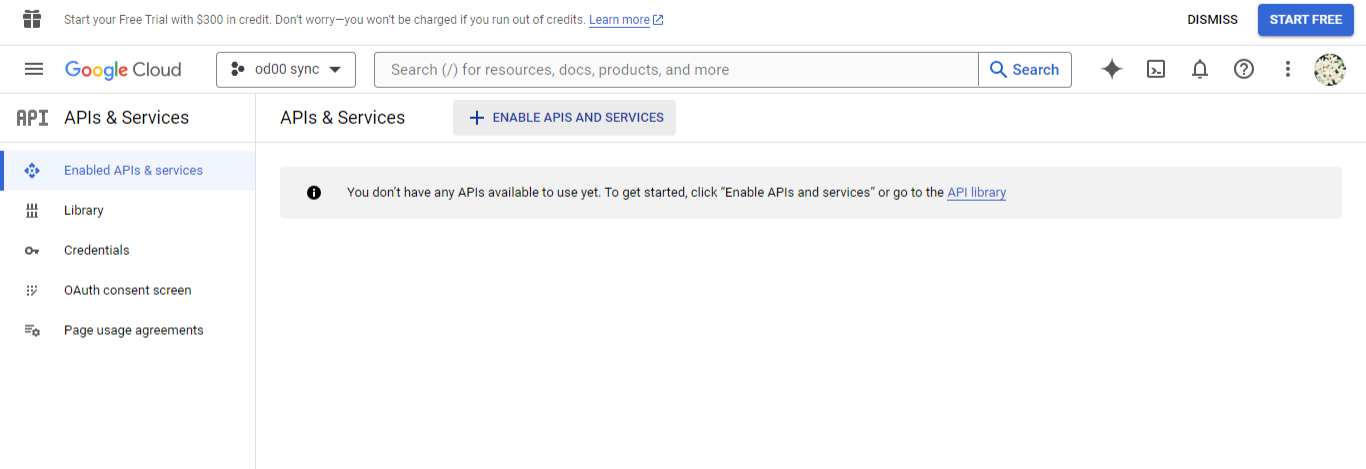 Start your Free Trial with $300 in credit. Don't worry—you won't be charged if you run out of credits. Learn more
DISMISS
START FREE
Google Cloud
od00 sync
Search (/) for resources, docs, products, and more
Search
API
APIs & Services
APIs & Services
ENABLE APIS AND SERVICES
Enabled APIs & services
You don't have any APIs available to use yet. To get started, click “Enable APIs and services” or go to the API library
Library
Credentials
OAuth consent screen
Page usage agreements